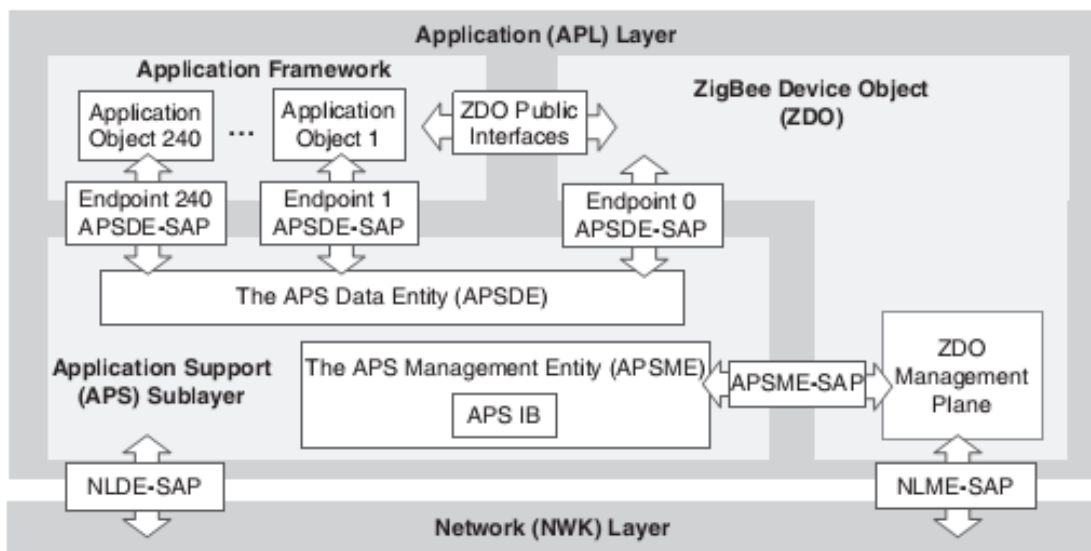 Application (APL) Layer
Application Framework
Application
Object 240
...
Application
Object 1
ZDO Public
Interfaces
ZigBee Device Object
(ZDO)
Endpoint 240
APSDE-SAP
Endpoint 1
APSDE-SAP
Endpoint 0
APSDE-SAP
The APS Data Entity (APSDE)
Application Support
(APS) Sublayer
The APS Management Entity (APSME)
APS IB
APSME-SAP
ZDO
Management
Plane
NLDE-SAP
NLME-SAP
Network (NWK) Layer